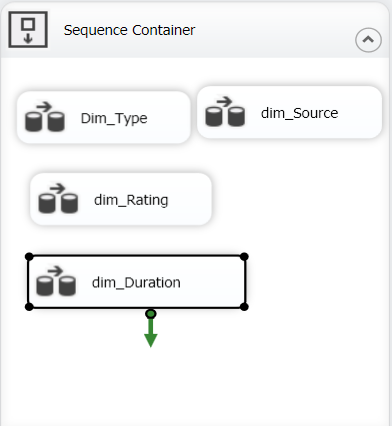 Sequence Container
Dim_Type
dim_Source
dim_Rating
dim_Duration